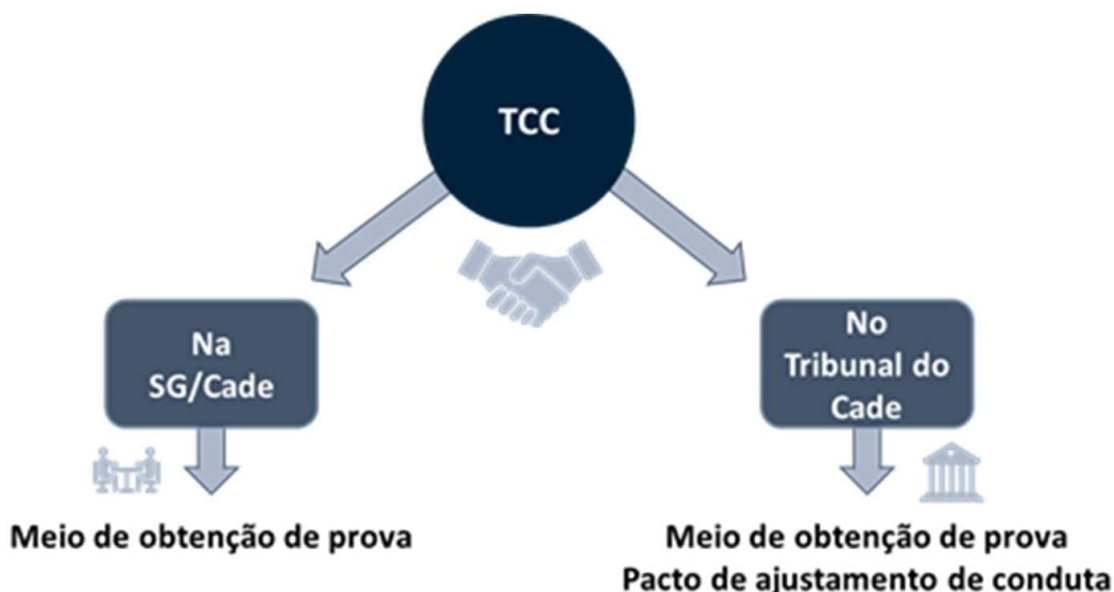 TCC
Na
SG/Cade
No
Tribunal do
Cade
Meio de obtenção de prova
Meio de obtenção de prova
Pacto de ajustamento de conduta